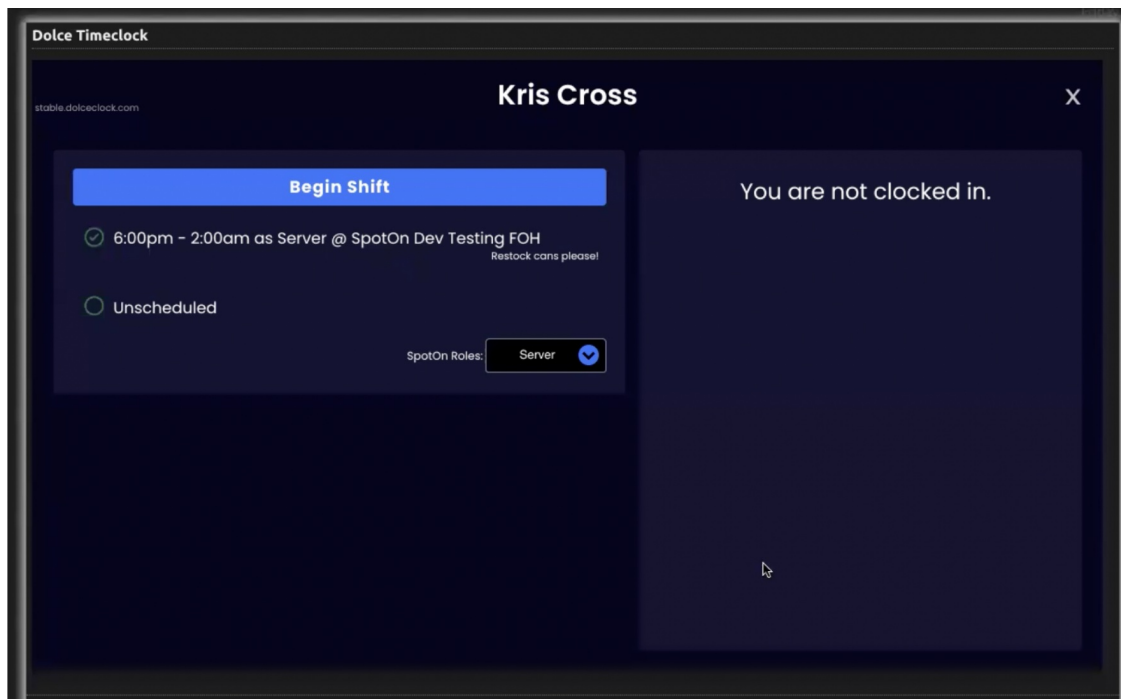 Dolce Timeclock
stable.dolceclock.com
Kris Cross
X
Begin Shift
6:00pm - 2:00am as Server @ SpotOn Dev Testing FOH
Restock cans please!
Unscheduled
SpotOn Roles:
Server
You are not clocked in.